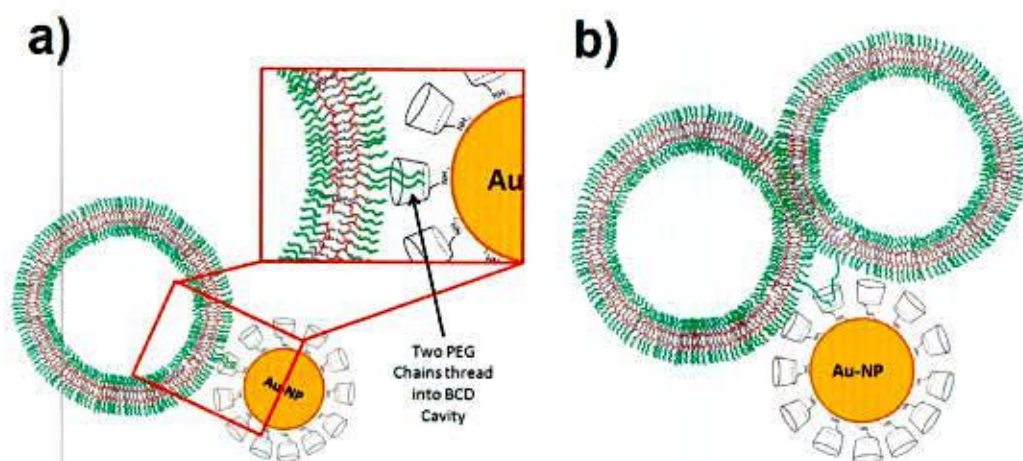 a)
b)
Au
Au-NP
Two PEG
Chains thread
into BCD
Cavity
Au-NP